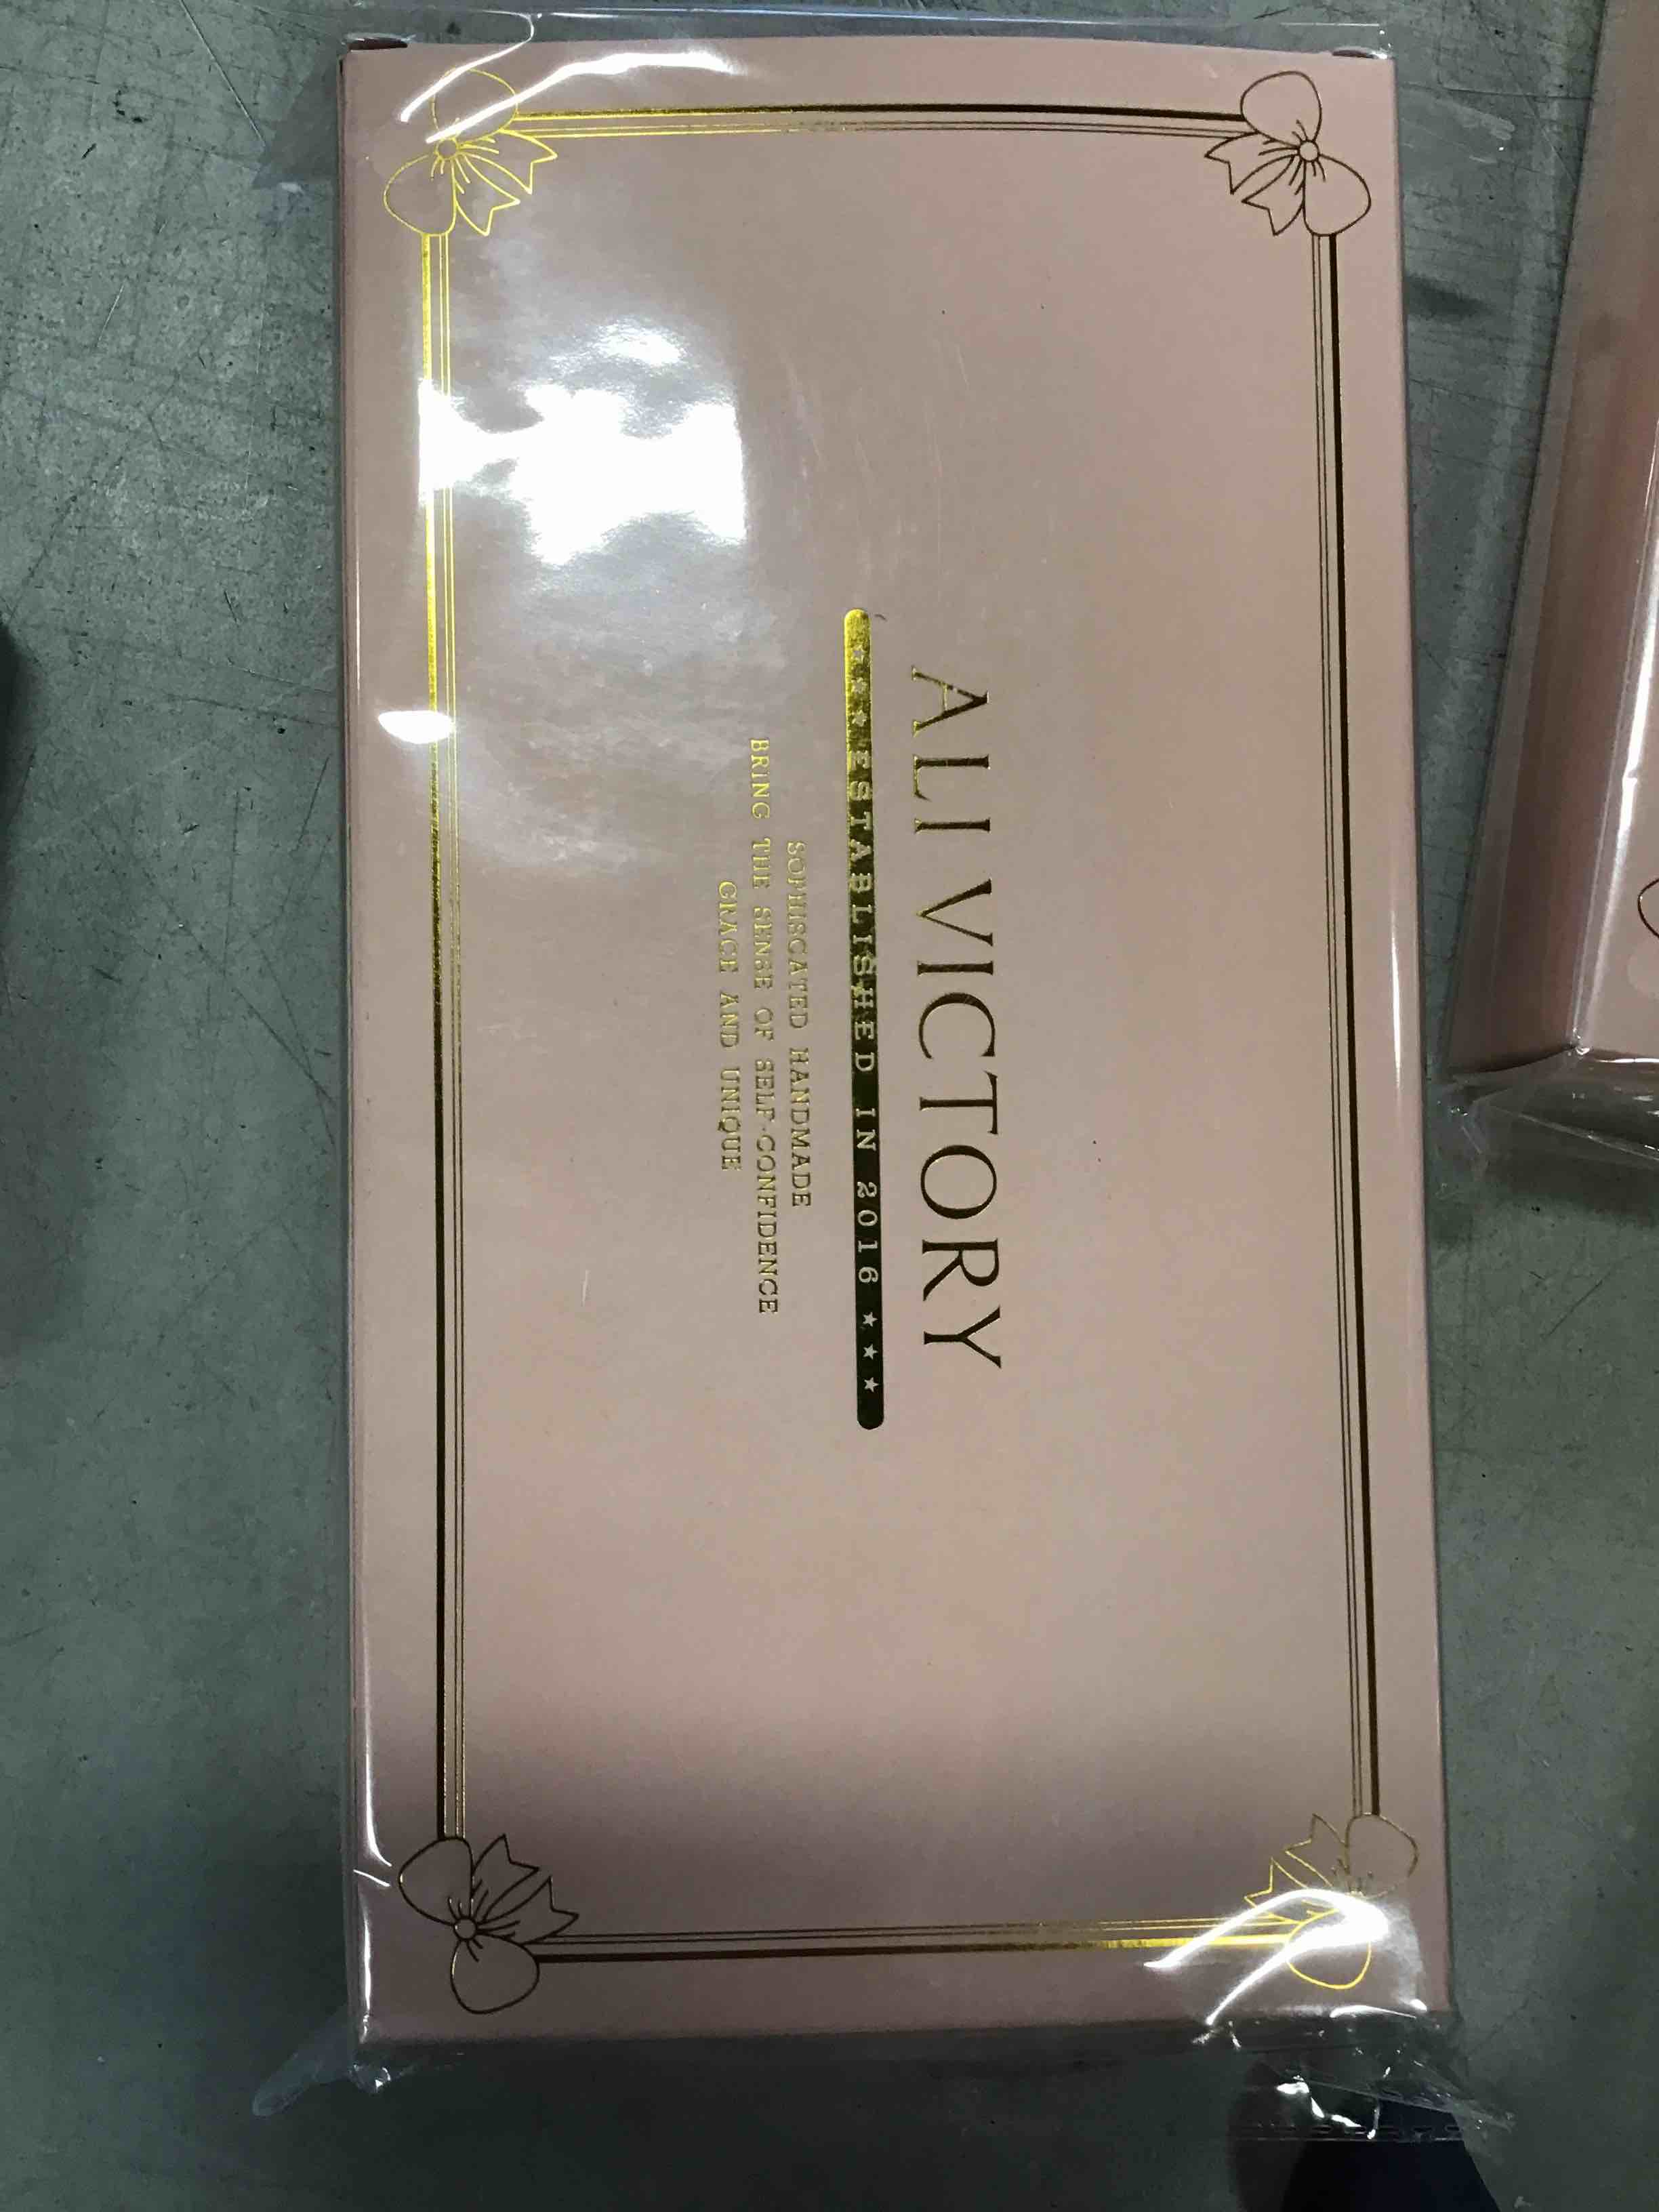 ALI VICTORY
★ ★ ★ ESTABLISHED IN 2016 ★ ★ ★
SOPHISCATED HANDMADE
BRING THE SENSE OF SELF-CONFIDENCE
GRACE AND UNIQUE